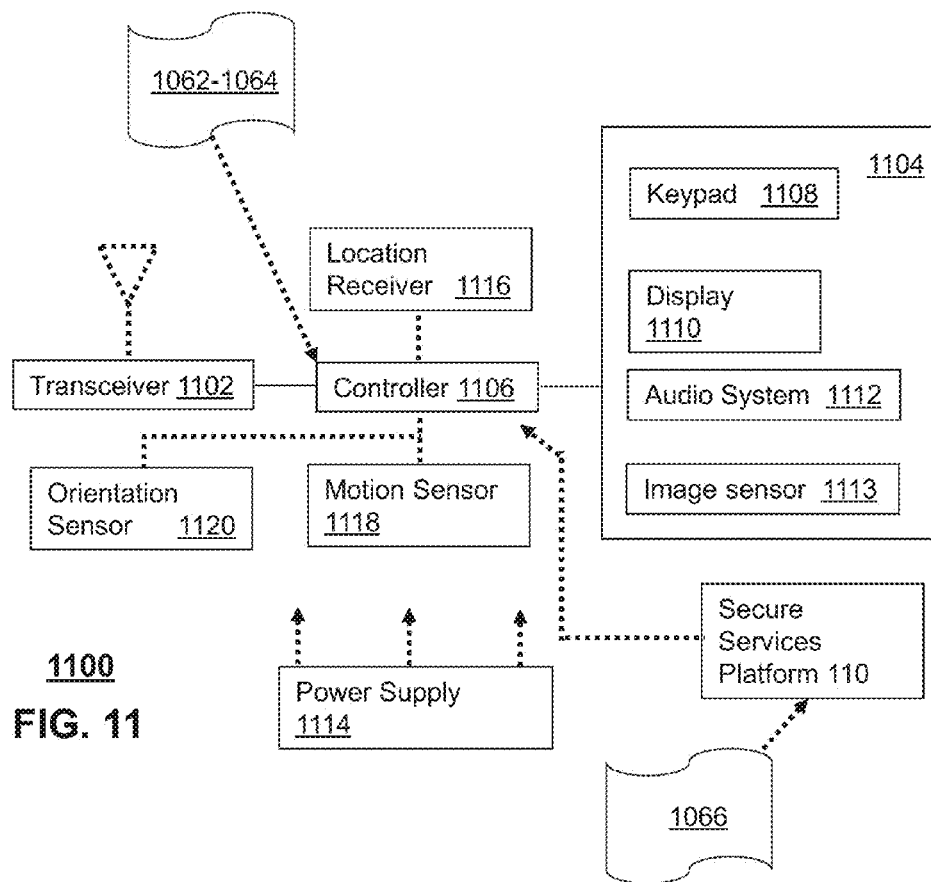 1062-1064
1104
Keypad 1108
Location
Receiver 1116
Display
1110
Transceiver 1102
Controller 1106
Audio System 1112
Orientation
Sensor 1120
Motion Sensor
1118
Image sensor 1113
Secure
Services
Platform 110
1100
FIG. 11
Power Supply
1114
1066